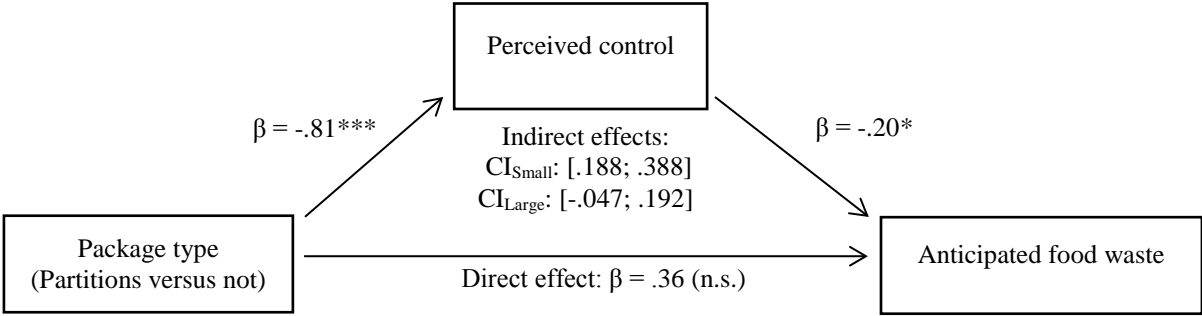 Perceived control
β = -.81***
β = -.20*
Indirect effects:
CISmall: [.188; .388]
CILarge: [-.047; .192]
Package type
(Partitions versus not)
Anticipated food waste
Direct effect: β = .36 (n.s.)